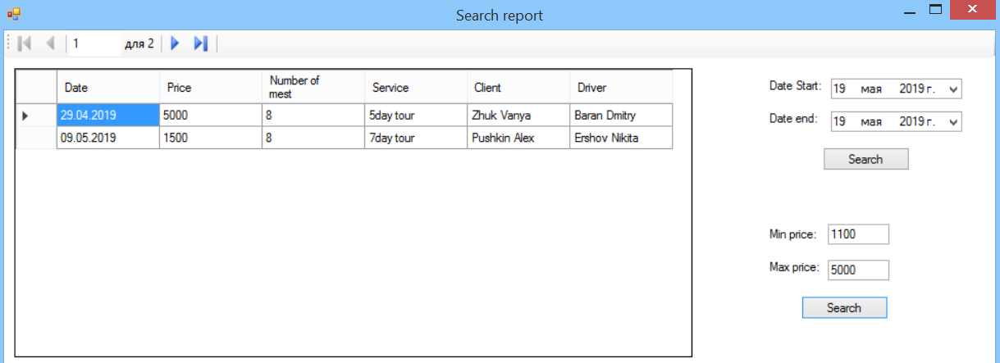 Search report
1 для 2
Date Price Number of mest Service Client Driver
29.04.2019 5000 8 5day tour Zhuk Vanya Baran Dmitry
09.05.2019 1500 8 7day tour Pushkin Alex Ershov Nikita
Date Start: 19 мая 2019 г.
Date end: 19 мая 2019 г.
Search
Min price: 1100
Max price: 5000
Search